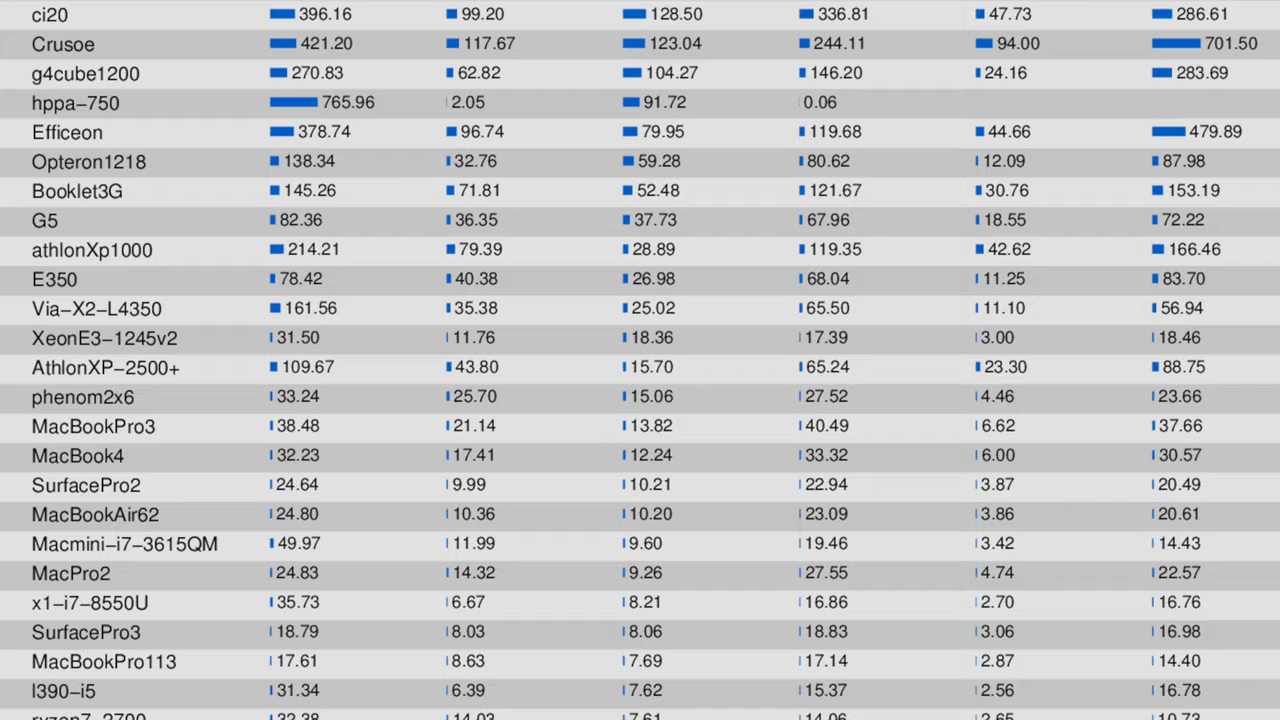 ci20 396.16 99.20 128.50 336.81 47.73 286.61
Crusoe 421.20 117.67 123.04 244.11 94.00 701.50
g4cube1200 270.83 62.82 104.27 146.20 24.16 283.69
hppa-750 765.96 2.05 91.72 0.06
Efficeon 378.74 96.74 79.95 119.68 44.66 479.89
Opteron1218 138.34 32.76 59.28 80.62 12.09 87.98
Booklet3G 145.26 71.81 52.48 121.67 30.76 153.19
G5 82.36 36.35 37.73 67.96 18.55 72.22
athlonXp1000 214.21 79.39 28.89 119.35 42.62 166.46
E350 78.42 40.38 26.98 68.04 11.25 83.70
Via-X2-L4350 161.56 35.38 25.02 65.50 11.10 56.94
XeonE3-1245v2 31.50 11.76 18.36 17.39 3.00 18.46
AthlonXP-2500+ 109.67 43.80 15.70 65.24 23.30 88.75
phenom2x6 33.24 25.70 15.06 27.52 4.46 23.66
MacBookPro3 38.48 21.14 13.82 40.49 6.62 37.66
MacBook4 32.23 17.41 12.24 33.32 6.00 30.57
SurfacePro2 24.64 9.99 10.21 22.94 3.87 20.49
MacBookAir62 24.80 10.36 10.20 23.09 3.86 20.61
Macmini-i7-3615QM 49.97 11.99 9.60 19.46 3.42 14.43
MacPro2 24.83 14.32 9.26 27.55 4.74 22.57
x1-i7-8550U 35.73 6.67 8.21 16.86 2.70 16.76
SurfacePro3 18.79 8.03 8.06 18.83 3.06 16.98
MacBookPro113 17.61 8.63 7.69 17.14 2.87 14.40
l390-i5 31.34 6.39 7.62 15.37 2.56 16.78